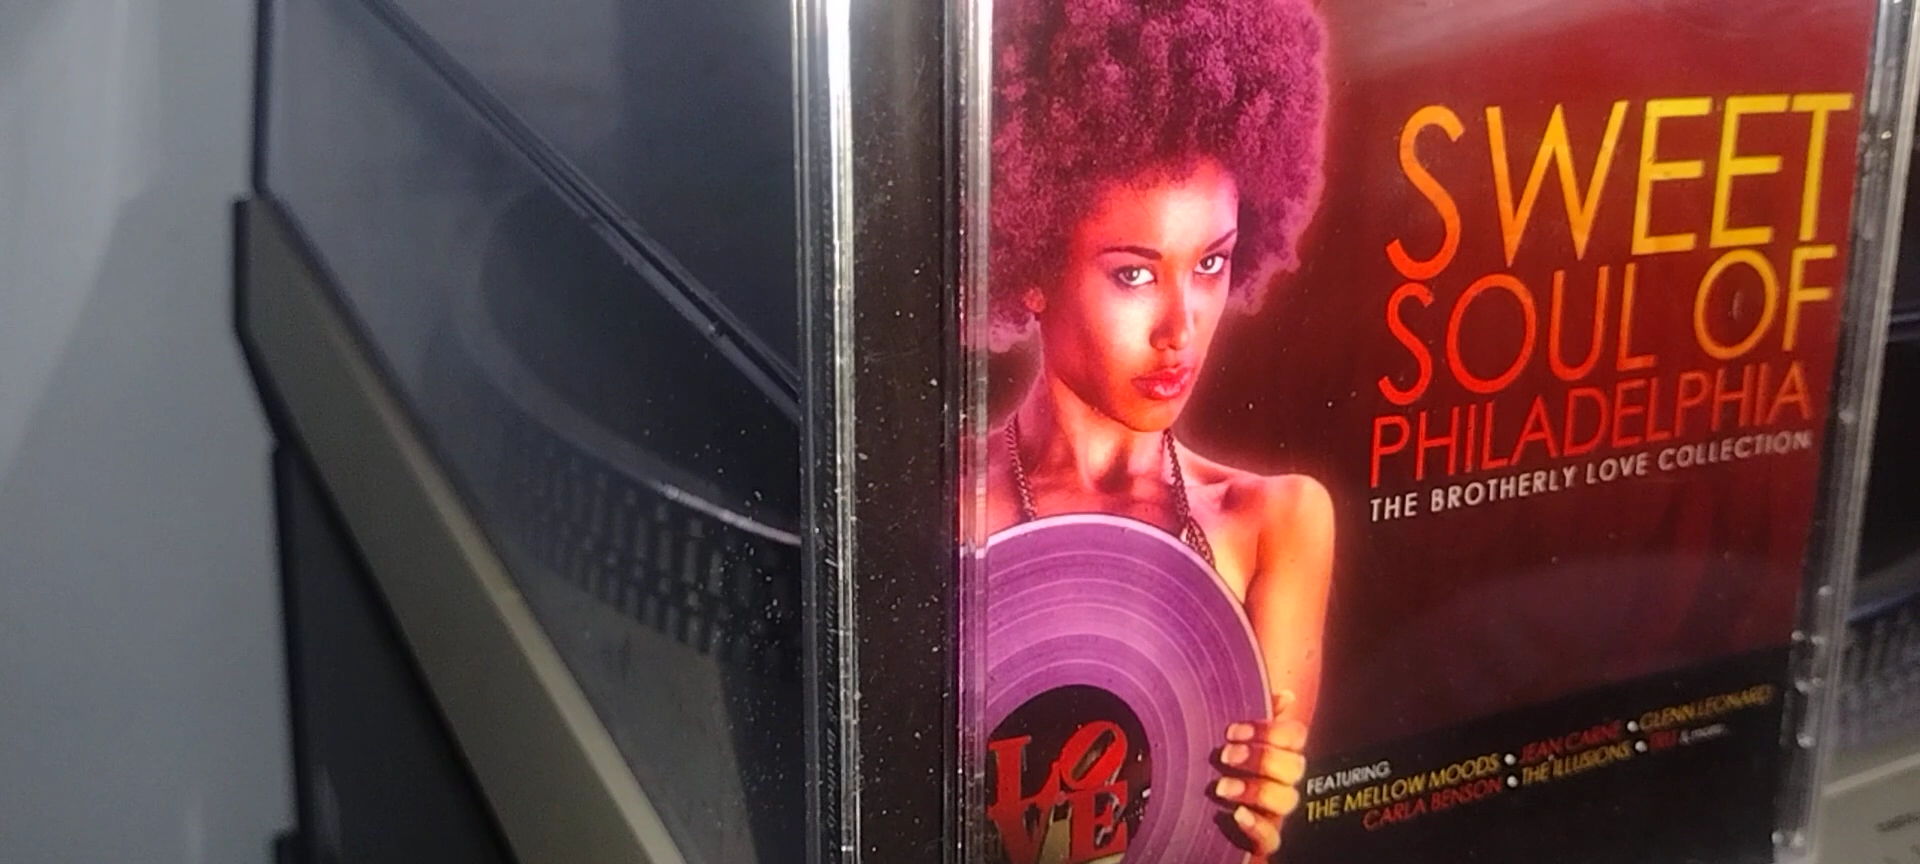 SWEET
SOUL OF
PHILADELPHIA
THE BROTHERLY LOVE COLLECTION
LOVE
FEATURING
THE MELLOW MOODS • JEAN CARNE • GLENN LEONARD
CARLA BENSON • THE ILLUSIONS • TRU & more...